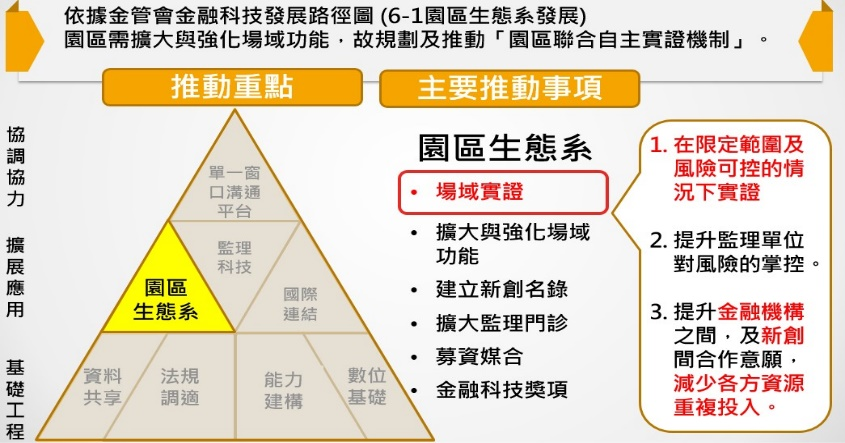 依據金管會金融科技發展路徑圖 (6-1園區生態系發展)
園區需擴大與強化場域功能，故規劃及推動「園區聯合自主實證機制」。
推動重點
主要推動事項
協調協力
擴展應用
基礎工程
單一窗
口溝通
平台
監理
科技
園區
生態系
國際
連結
資料
共享
法規
調適
能力
建構
數位
基礎
園區生態系
• 場域實證
• 擴大與強化場域
功能
• 建立新創名錄
• 擴大監理門診
• 募資媒合
• 金融科技獎項
1. 在限定範圍及
風險可控的情
況下實證
2. 提升監理單位
對風險的掌控。
3. 提升金融機構
之間，及新創
間合作意願，
減少各方資源
重複投入。